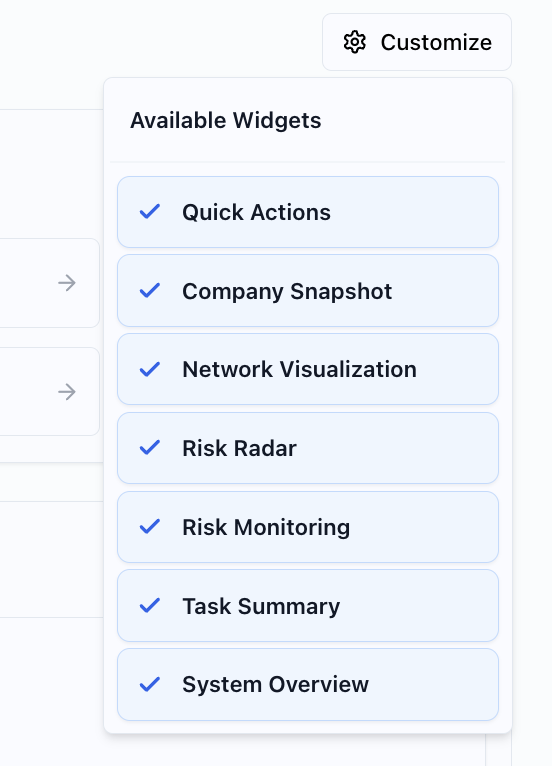 Customize
Available Widgets
Quick Actions
Company Snapshot
Network Visualization
Risk Radar
Risk Monitoring
Task Summary
System Overview